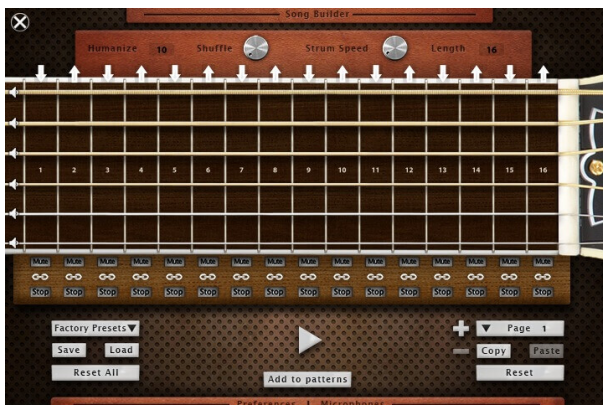 Song Builder
Humanize 10 Shuffle Strum Speed Length 16
1 2 3 4 5 6 7 8 9 10 11 12 13 14 15 16
Mute Mute Mute Mute Mute Mute Mute Mute Mute Mute Mute Mute Mute Mute Mute Mute
Stop Stop Stop Stop Stop Stop Stop Stop Stop Stop Stop Stop Stop Stop Stop Stop
Factory Presets Page 1
Save Load Copy Paste
Reset All Add to patterns Reset
Preferences | Microphones